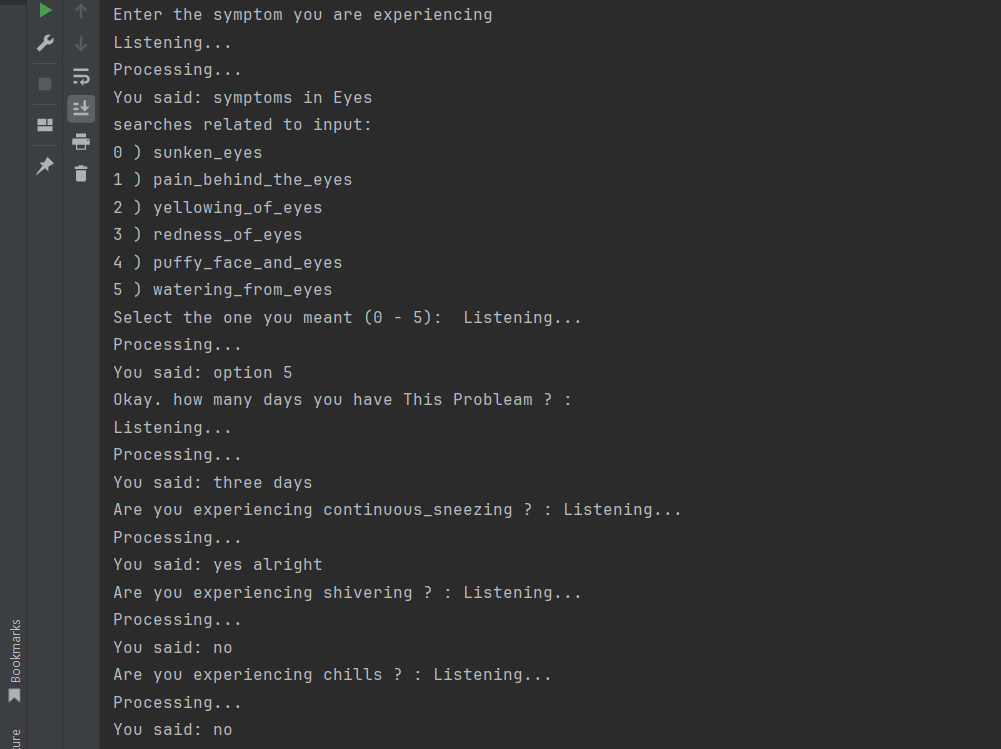 Enter the symptom you are experiencing
Listening...
Processing...
You said: symptoms in Eyes
searches related to input:
0 ) sunken_eyes
1 ) pain_behind_the_eyes
2 ) yellowing_of_eyes
3 ) redness_of_eyes
4 ) puffy_face_and_eyes
5 ) watering_from_eyes
Select the one you meant (0 - 5):  Listening...
Processing...
You said: option 5
Okay. how many days you have This Probleam ? :
Listening...
Processing...
You said: three days
Are you experiencing continuous_sneezing ? : Listening...
Processing...
You said: yes alright
Are you experiencing shivering ? : Listening...
Processing...
You said: no
Are you experiencing chills ? : Listening...
Processing...
You said: no
Bookmarks